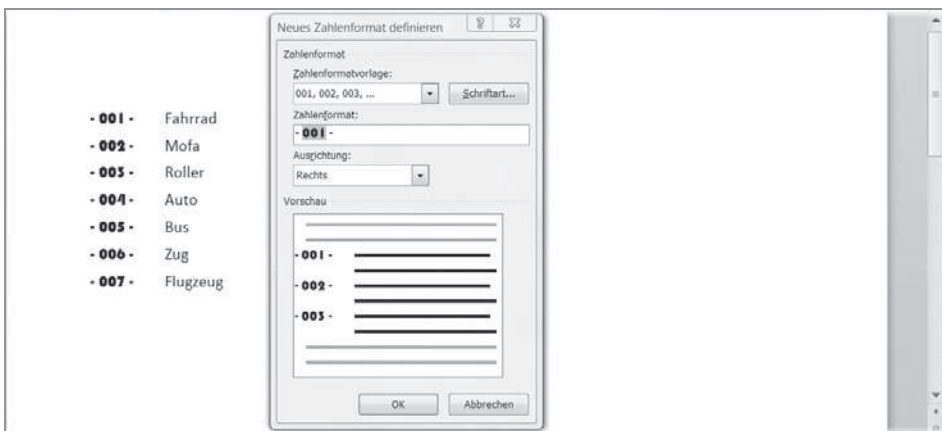 - 001 - Fahrrad
- 002 - Mofa
- 003 - Roller
- 004 - Auto
- 005 - Bus
- 006 - Zug
- 007 - Flugzeug
Neues Zahlenformat definieren
Zahlenformat
Zahlenformatvorlage:
001, 002, 003, ...
Schriftart...
Zahlenformat:
- 001 -
Ausrichtung:
Rechts
Vorschau
- 001 -
- 002 -
- 003 -
OK Abbrechen